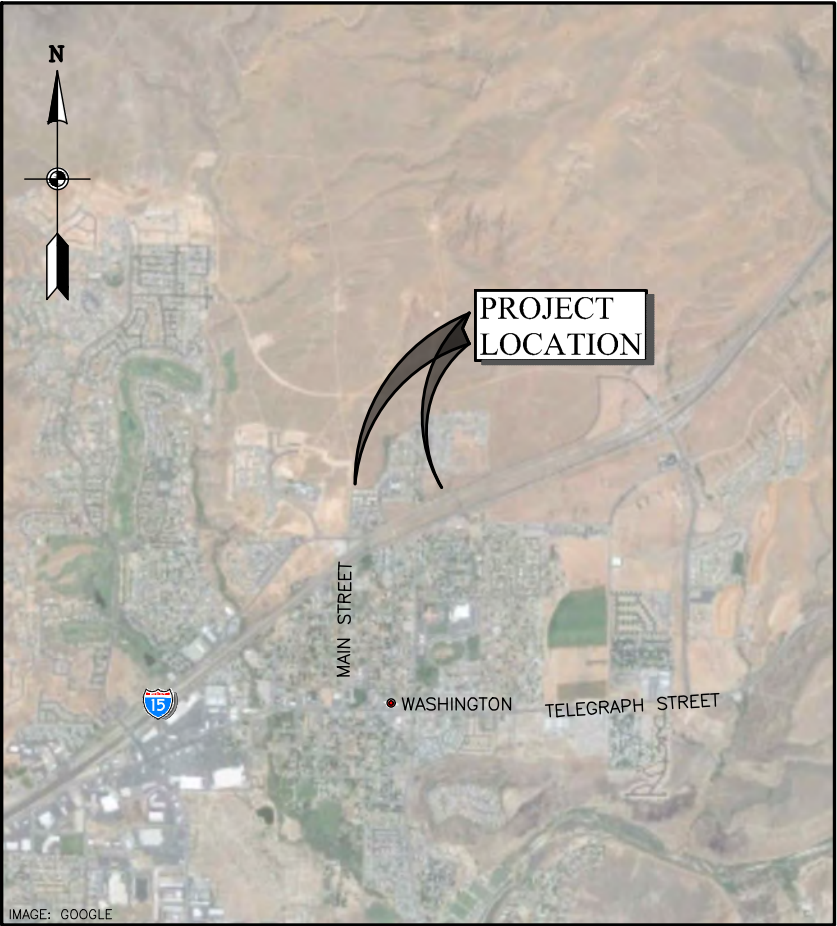 N
PROJECT
LOCATION
MAIN STREET
15
WASHINGTON
TELEGRAPH STREET
IMAGE: GOOGLE